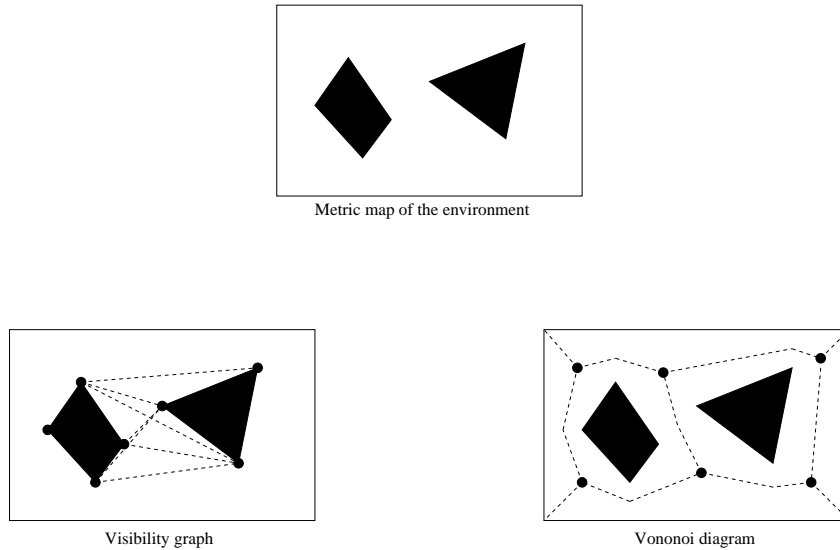 Metric map of the environment
Visibility graph
Vononoi diagram